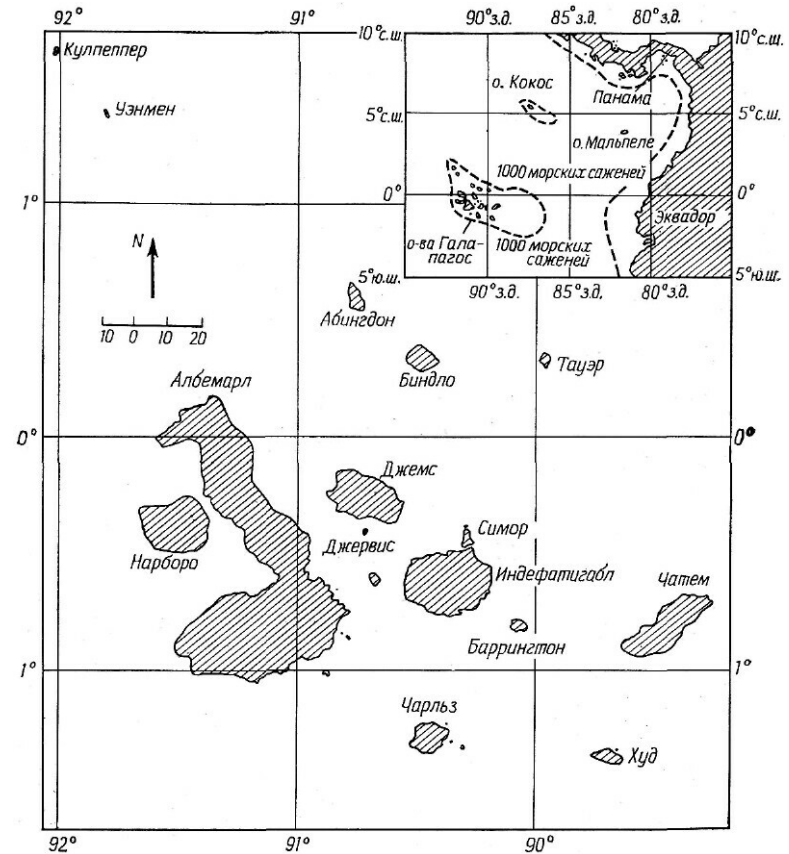 92°
91°
90°з.д.
85°з.д.
80°з.д.
10°с.ш.
10°с.ш.
Кулпеппер
о. Кокос
Панама
Уэнмен
5°с.ш.
5°с.ш.
о. Мальпеле
1000 морских саженей
1°
0°
0°
Эквадор
N
о-ва Гала-
пагос
1000 морских
саженей
5°ю.ш.
5°ю.ш.
90°з.д.
85°з.д.
80°з.д.
Абингдон
10 0 10 20
Биндло
Тауэр
Албемарл
0°
0°
Джемс
Симор
Нарборо
Джервис
Индефатигабл
Чатем
Баррингтон
1°
1°
Чарльз
Худ
92°
91°
90°